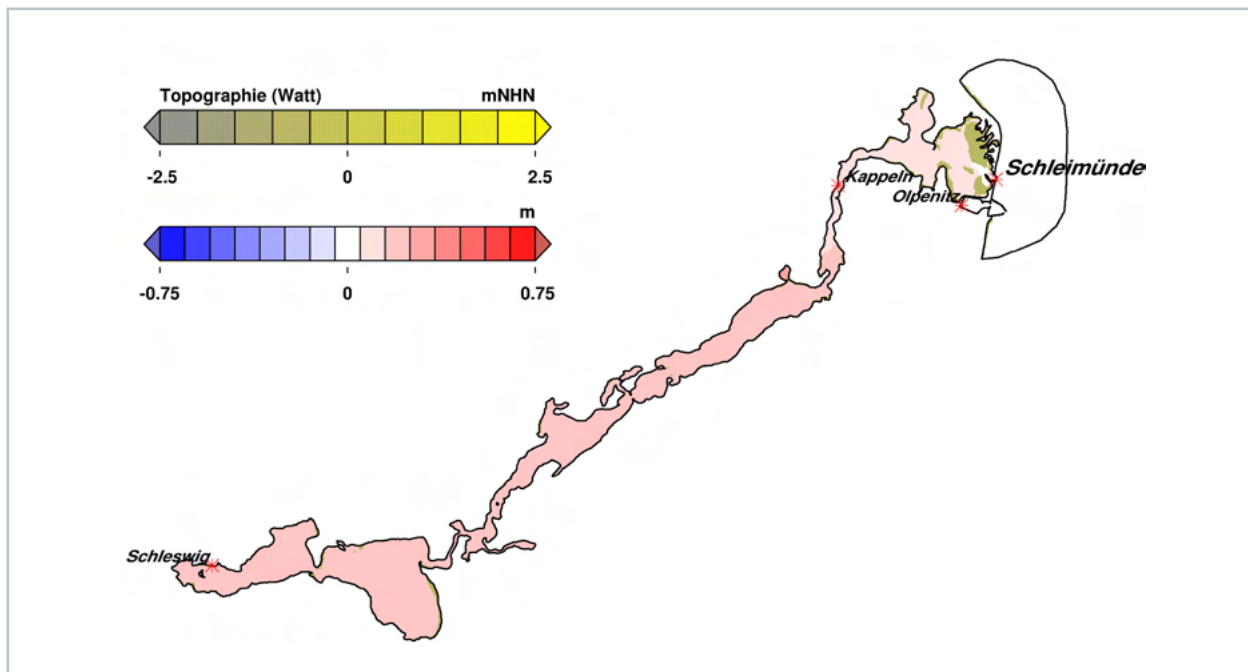 Topographie (Watt) mNHN
-2.5 0 2.5
m
-0.75 0 0.75
Schleimünde
Kappeln
Olpenitz
Schleswig